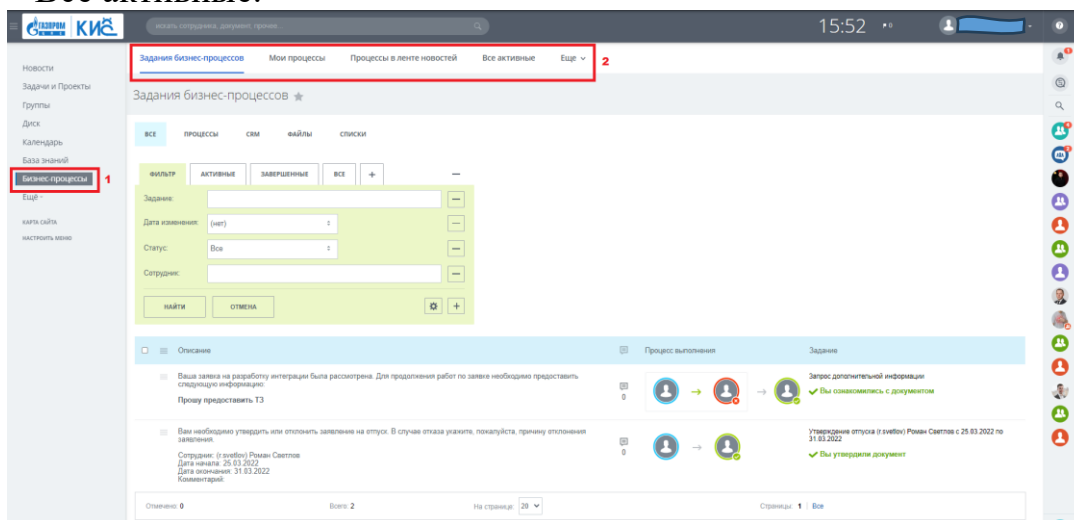 Все активные.
ГАЗПРОМ КИС
искать сотрудника, документ, прочее...
15:52
0
Новости
Задачи и Проекты
Группы
Диск
Календарь
База знаний
Бизнес-процессы 1
Ещё -
КАРТА САЙТА
НАСТРОИТЬ МЕНЮ
Задания бизнес-процессов Мои процессы Процессы в ленте новостей Все активные Еще 2
Задания бизнес-процессов
ВСЕ ПРОЦЕССЫ CRM ФАЙЛЫ СПИСКИ
ФИЛЬТР АКТИВНЫЕ ЗАВЕРШЕННЫЕ ВСЕ +
Задание:
Дата изменения: (нет)
Статус: Все
Сотрудник:
НАЙТИ ОТМЕНА
Описание Процесс выполнения Задание
Ваша заявка на разработку интеграции была рассмотрена. Для продолжения работ по заявке необходимо предоставить
следующую информацию:
Прошу предоставить ТЗ
0
Запрос дополнительной информации
Вы ознакомились с документом
Вам необходимо утвердить или отклонить заявление на отпуск. В случае отказа укажите, пожалуйста, причину отклонения
заявления.
Сотрудник: (r.svetlov) Роман Светлов
Дата начала: 25.03.2022
Дата окончания: 31.03.2022
Комментарий:
0
Утверждение отпуска (r.svetlov) Роман Светлов с 25.03.2022 по
31.03.2022
Вы утвердили документ
Отмечено: 0 Всего: 2 На странице: 20 Страницы: 1 Все